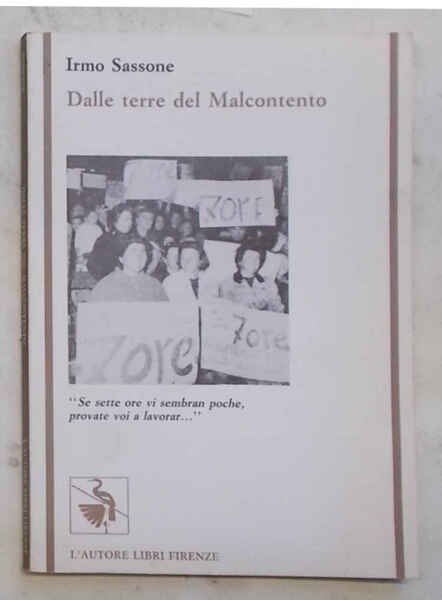 Irmo Sassone
Dalle terre del Malcontento
7ORE
7ore
7ore
"Se sette ore vi sembran poche,
provate voi a lavorar..."
L'AUTORE LIBRI FIRENZE